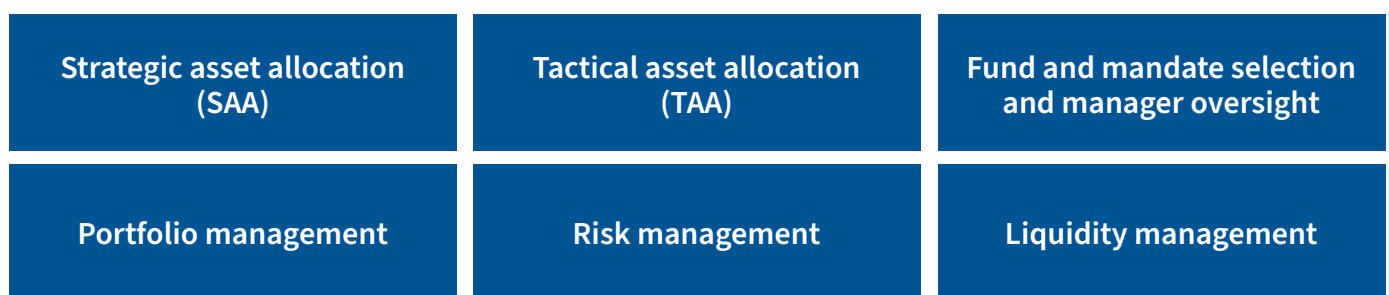 Strategic asset allocation
(SAA)
Tactical asset allocation
(TAA)
Fund and mandate selection
and manager oversight
Portfolio management
Risk management
Liquidity management